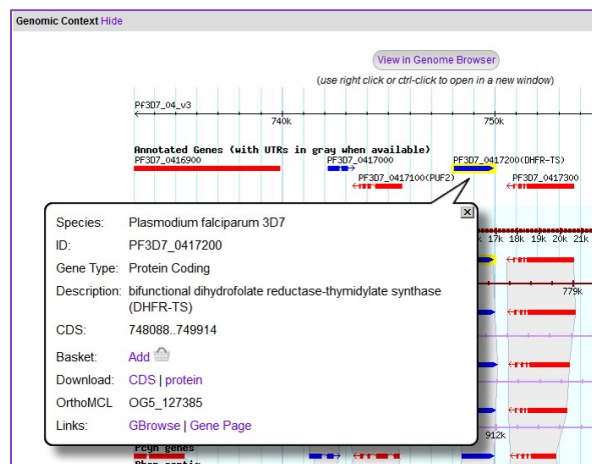 Genomic Context Hide
View in Genome Browser
(use right click or ctrl-click to open in a new window)
Pf3D7_04_v3
740k 750k
Annotated Genes (with UTRs in gray when available)
PF3D7_0416900 PF3D7_0417000 PF3D7_0417200(DHFR-TS)
PF3D7_0417100(PUF2) PF3D7_0417300
Species: Plasmodium falciparum 3D7
ID: PF3D7_0417200
17k 18k 19k 20k 21k
Gene Type: Protein Coding
Description: bifunctional dihydrofolate reductase-thymidylate synthase
(DHFR-TS)
779k
CDS: 748088..749914
Basket: Add
Download: CDS | protein
OrthoMCL OG5_127385
Links: GBrowse | Gene Page
912k
Pcyn genes